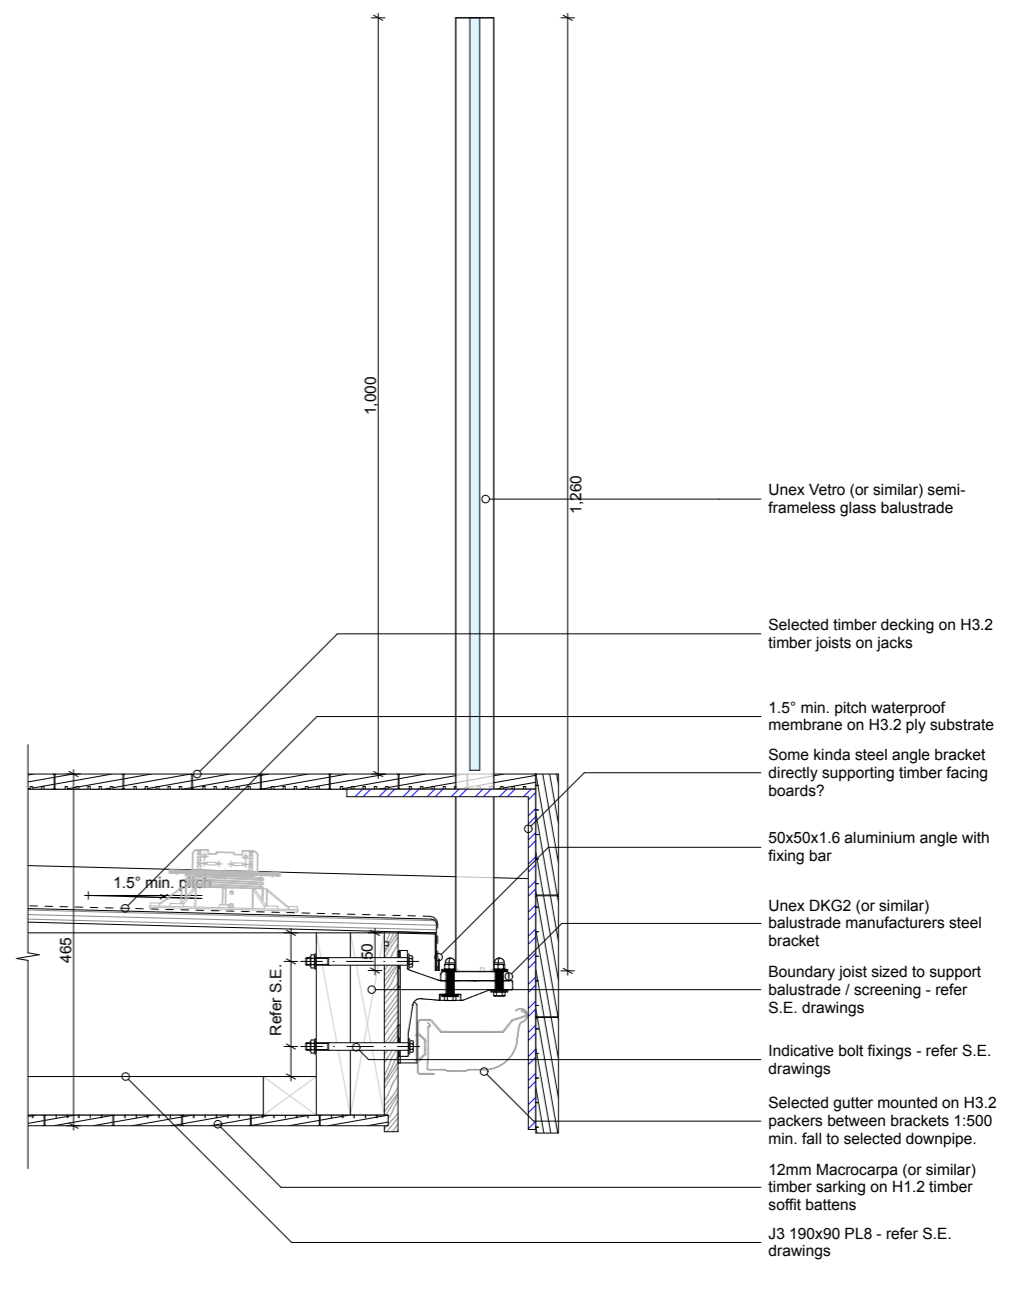 1,000
1,260
Unex Vetro (or similar) semi-
frameless glass balustrade
Selected timber decking on H3.2
timber joists on jacks
1.5° min. pitch waterproof
membrane on H3.2 ply substrate
Some kinda steel angle bracket
directly supporting timber facing
boards?
50x50x1.6 aluminium angle with
fixing bar
1.5° min. pitch
Unex DKG2 (or similar)
balustrade manufacturers steel
bracket
465
50
Refer S.E.
Boundary joist sized to support
balustrade / screening - refer
S.E. drawings
Indicative bolt fixings - refer S.E.
drawings
Selected gutter mounted on H3.2
packers between brackets 1:500
min. fall to selected downpipe.
12mm Macrocarpa (or similar)
timber sarking on H1.2 timber
soffit battens
J3 190x90 PL8 - refer S.E.
drawings